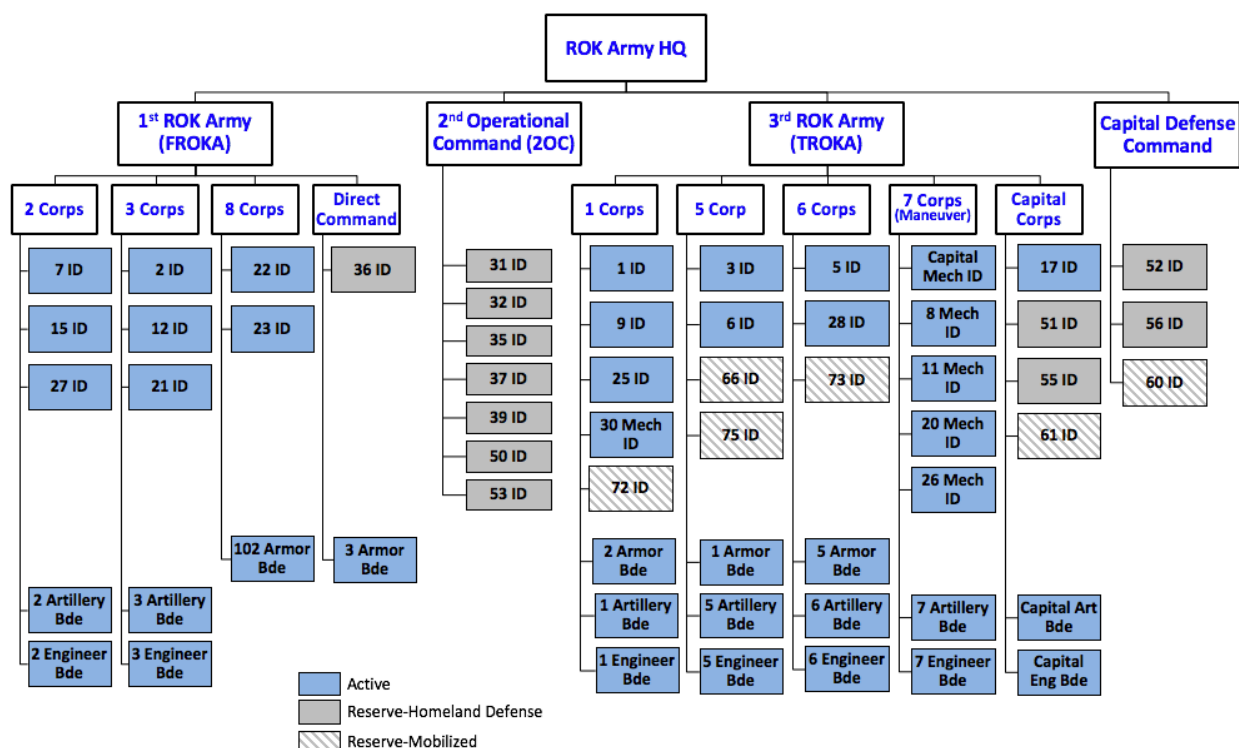 ROK Army HQ
1st ROK Army
(FROKA)
2nd Operational
Command (2OC)
3rd ROK Army
(TROKA)
Capital Defense
Command
2 Corps
3 Corps
8 Corps
Direct
Command
1 Corps
5 Corp
6 Corps
7 Corps
(Maneuver)
Capital
Corps
7 ID
15 ID
27 ID
2 Artillery
Bde
2 Engineer
Bde
2 ID
12 ID
21 ID
3 Artillery
Bde
3 Engineer
Bde
22 ID
23 ID
102 Armor
Bde
36 ID
3 Armor
Bde
31 ID
32 ID
35 ID
37 ID
39 ID
50 ID
53 ID
1 ID
9 ID
25 ID
30 Mech
ID
72 ID
2 Armor
Bde
1 Artillery
Bde
1 Engineer
Bde
3 ID
6 ID
66 ID
75 ID
1 Armor
Bde
5 Artillery
Bde
5 Engineer
Bde
5 ID
28 ID
73 ID
5 Armor
Bde
6 Artillery
Bde
6 Engineer
Bde
Capital
Mech ID
8 Mech
ID
11 Mech
ID
20 Mech
ID
26 Mech
ID
7 Artillery
Bde
7 Engineer
Bde
17 ID
51 ID
55 ID
61 ID
Capital Art
Bde
Capital
Eng Bde
52 ID
56 ID
60 ID
Active
Reserve-Homeland Defense
Reserve-Mobilized